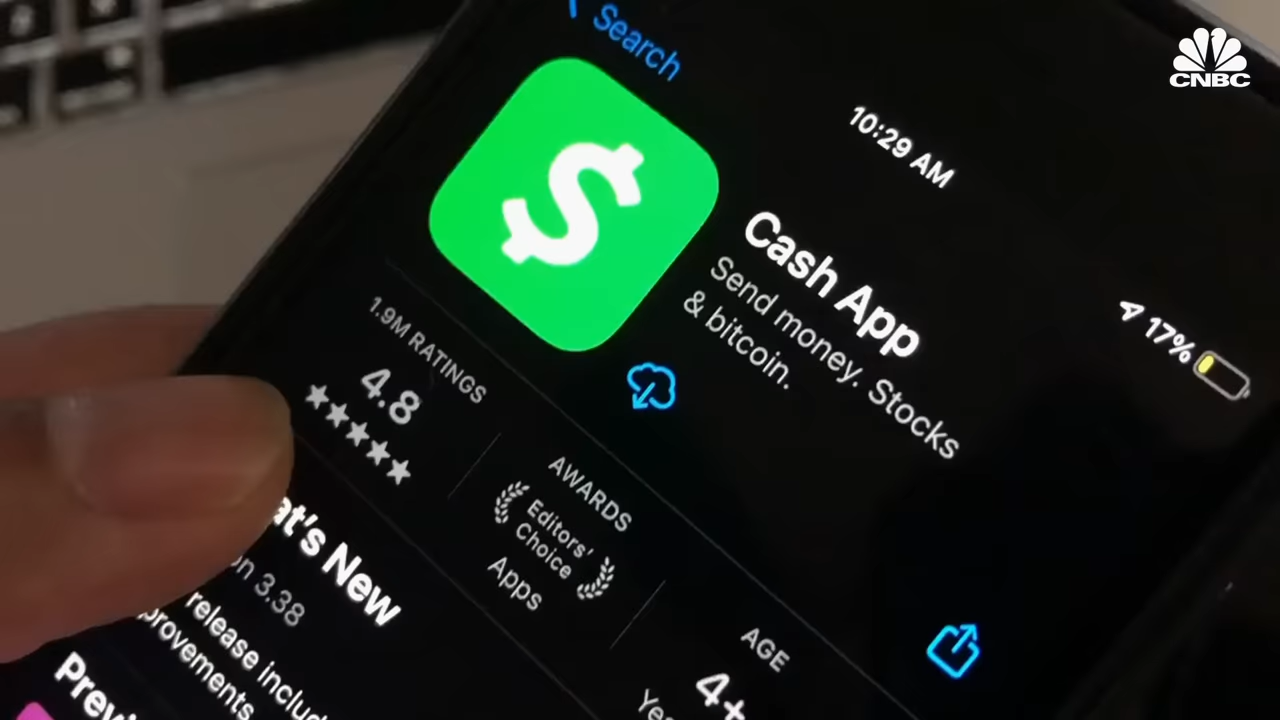 CNBC
Search
10:29 AM
17%
Cash App
Send money. Stocks
& bitcoin.
1.9M RATINGS
4.8
AWARDS
Editors'
Choice
Apps
AGE
4+
What's New
3.38
release